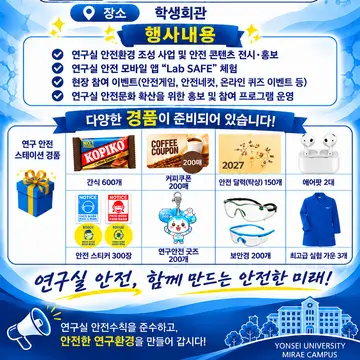 장소
학생회관
행사내용
연구실 안전환경 조성 사업 및 안전 콘텐츠 전시·홍보
연구실 안전 모바일 앱 "Lab SAFE" 체험
현장 참여 이벤트(안전게임, 안전네컷, 온라인 퀴즈 이벤트 등)
연구실 안전문화 확산을 위한 홍보 및 참여 프로그램 운영
다양한 경품이 준비되어 있습니다!
연구 안전
스테이션 경품
KOPIKO
COFFEE
COUPON
200매
2027
간식 600개
커피쿠폰
200매
안전 달력(탁상) 150개
에어팟 2대
NOTICE
NOTICE
안전 스티커 300장
연구안전 굿즈
200개
보안경 200개
최고급 실험 가운 3개
연구실 안전, 함께 만드는 안전한 미래!
연구실 안전수칙을 준수하고,
안전한 연구환경을 만들어 갑시다!
YONSEI UNIVERSITY
MIRAE CAMPUS